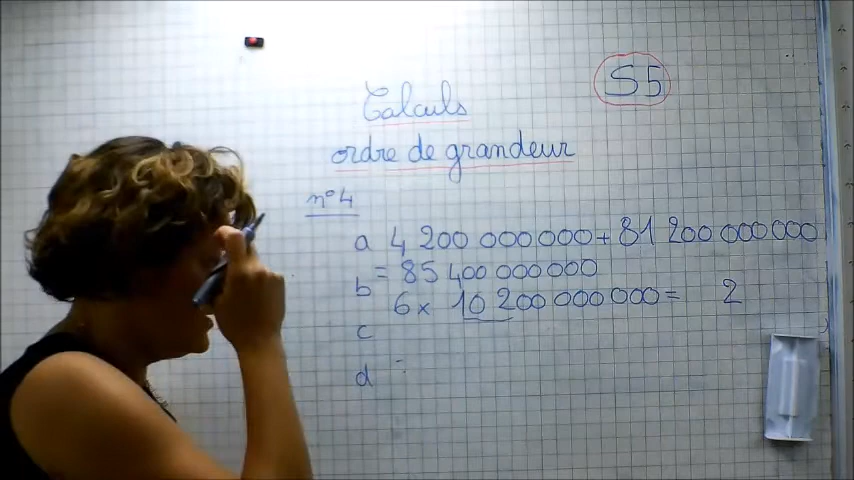 S5
Calculs
ordre de grandeur
n°4
a 4 200 000 000 + 81 200 000 000
= 85 400 000 000
b 6 x 10 200 000 000 = 2
c
d =